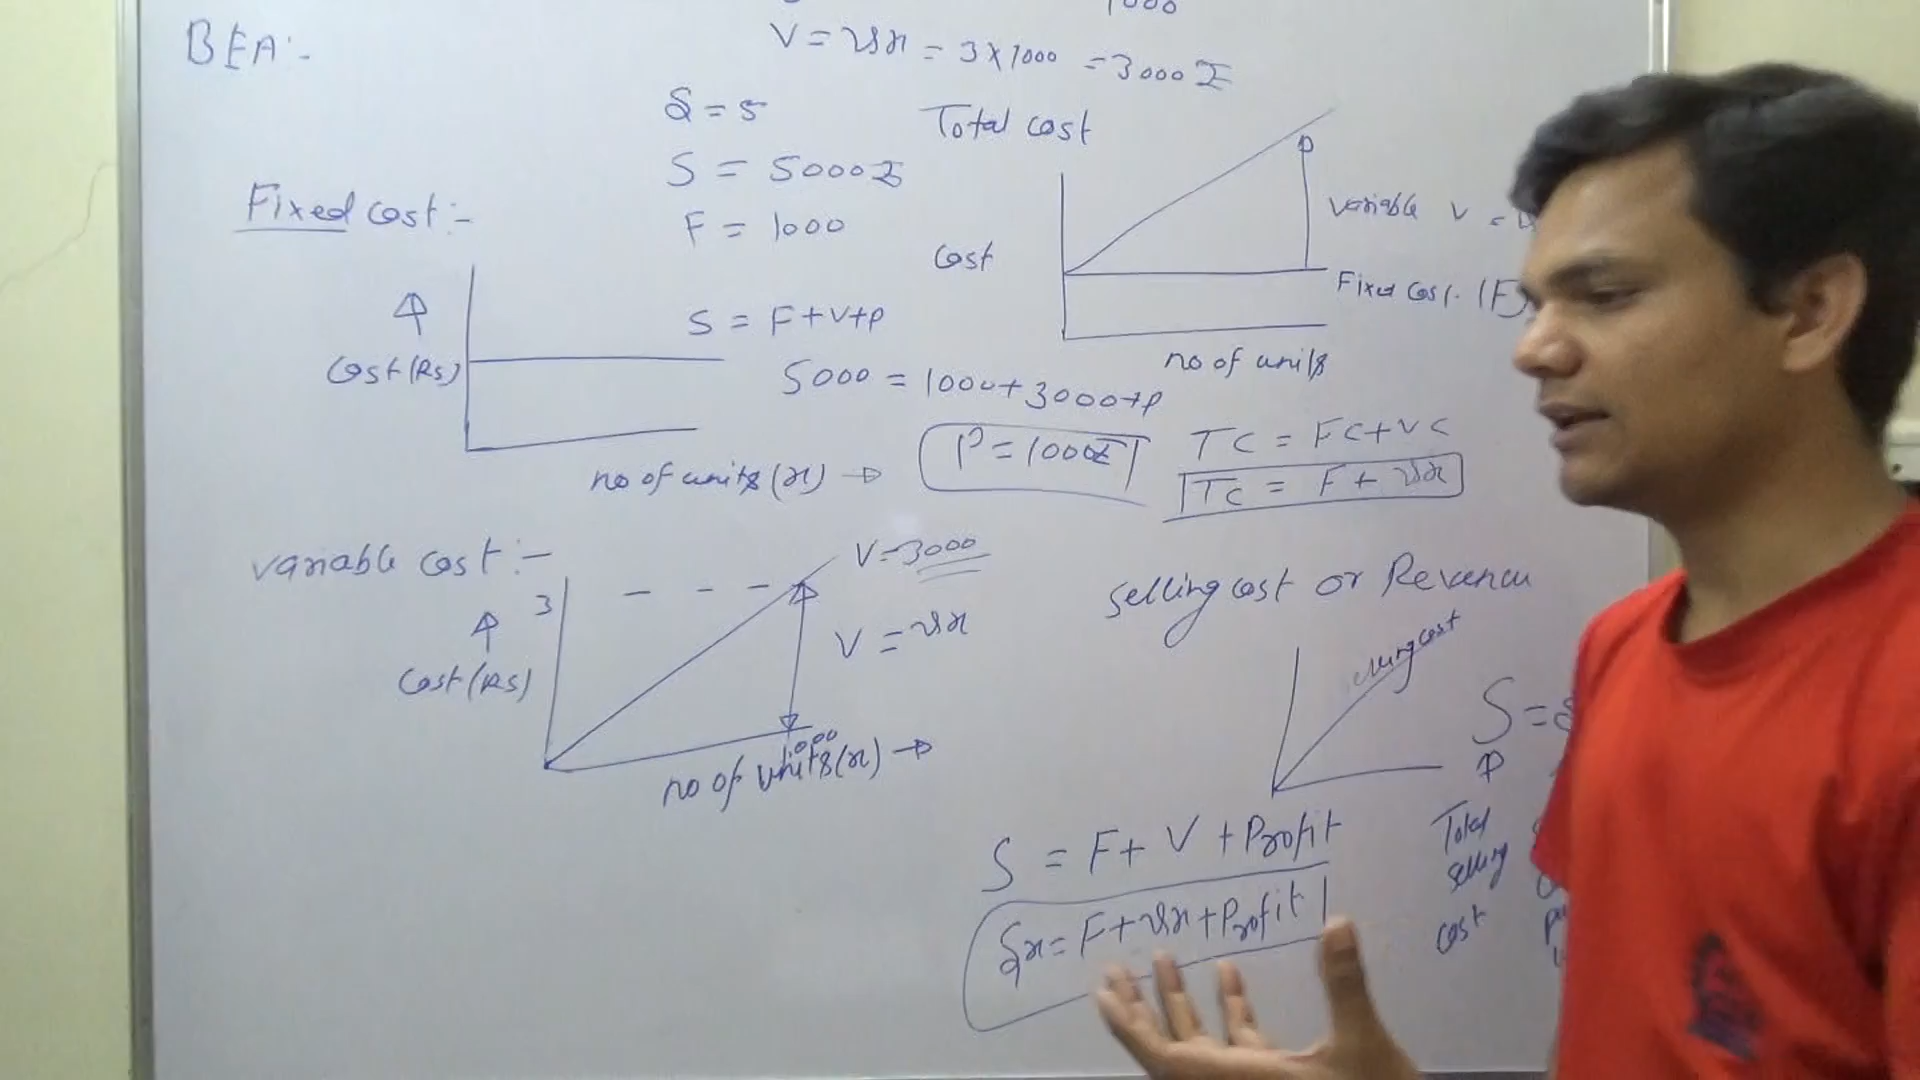 1000
BEA:-
V = vx = 3 x 1000 = 3000 ₹
s = 5
S = 5000 ₹
F = 1000
S = F+V+P
5000 = 1000+3000+P
P = 1000 ₹
Fixed cost:-
Cost (Rs)
no of units (x) →
Total cost
Cost
variable V =
Fixed cost (F)
no of units
TC = FC+VC
TC = F + vx
variable cost:-
3
Cost (Rs)
V=3000
V = vx
1000
no of units (x) →
Selling cost or Revenue
cost
S = s
Total
selling
cost
S = F + V + Profit
sx = F+vx+Profit